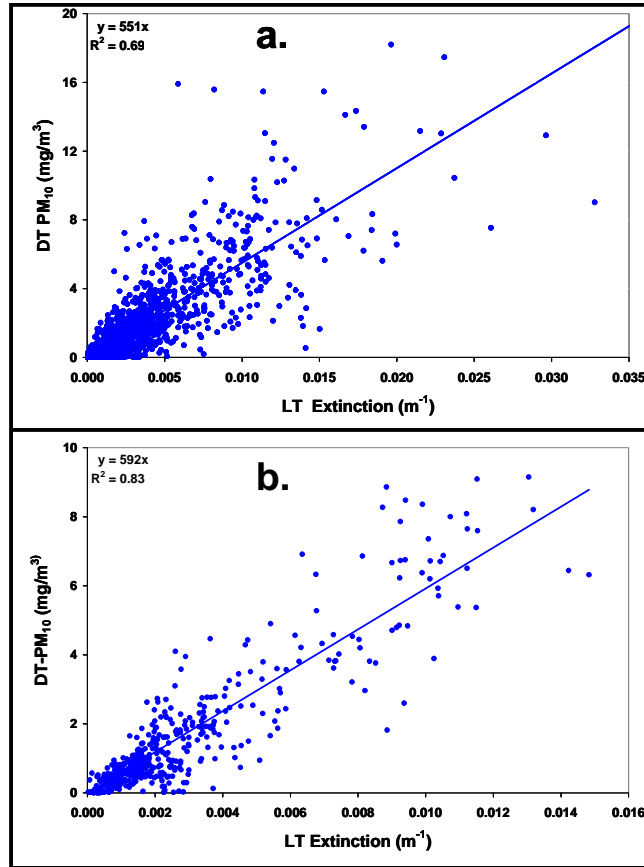 y = 551x
R² = 0.69
a.
DT PM₁₀ (mg/m³)
20
16
12
8
4
0
0.000 0.005 0.010 0.015 0.020 0.025 0.030 0.035
LT Extinction (m⁻¹)
y = 592x
R² = 0.83
b.
DT-PM₁₀ (mg/m³)
10
8
6
4
2
0
0.000 0.002 0.004 0.006 0.008 0.010 0.012 0.014 0.016
LT Extinction (m⁻¹)